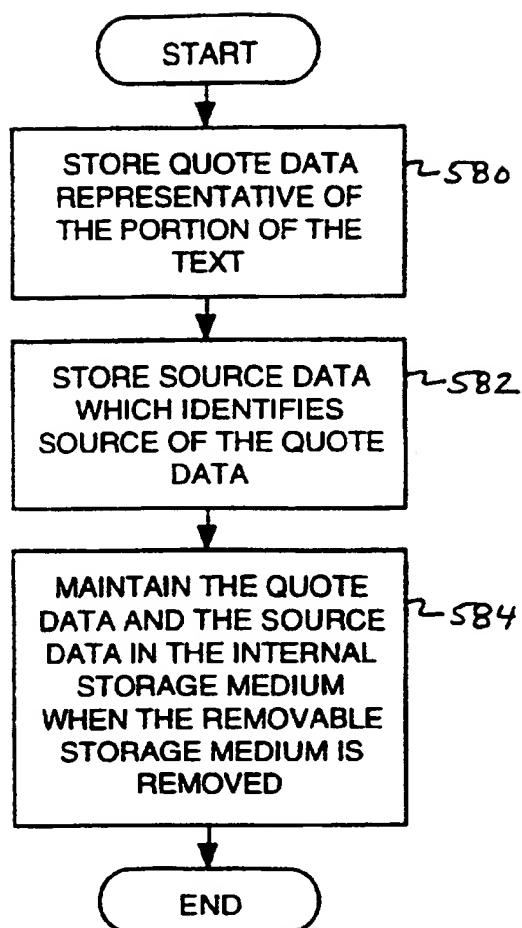 START
STORE QUOTE DATA
REPRESENTATIVE OF
THE PORTION OF THE
TEXT
580
STORE SOURCE DATA
WHICH IDENTIFIES
SOURCE OF THE QUOTE
DATA
582
MAINTAIN THE QUOTE
DATA AND THE SOURCE
DATA IN THE INTERNAL
STORAGE MEDIUM
WHEN THE REMOVABLE
STORAGE MEDIUM IS
REMOVED
584
END